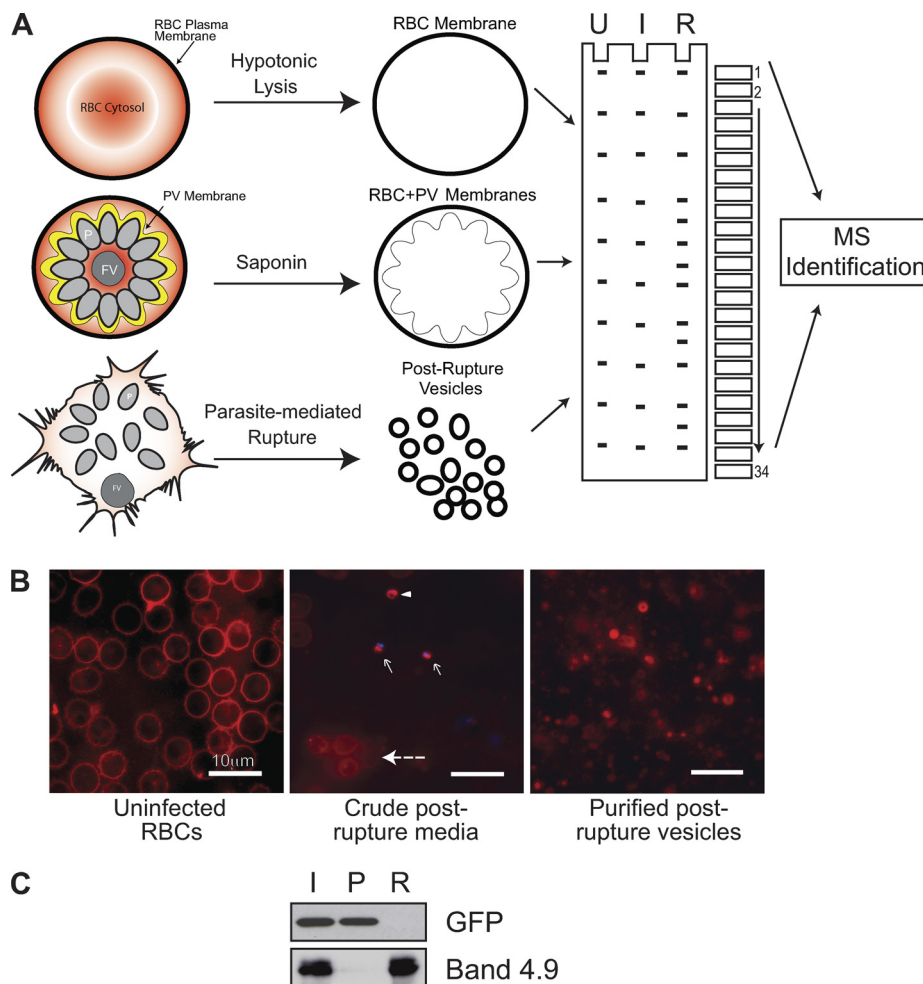 A
RBC Plasma
Membrane
RBC Cytosol
Hypotonic
Lysis
RBC Membrane
U I R
1
2
34
MS
Identification
PV Membrane
P
FV
Saponin
RBC+PV Membranes
P
FV
Parasite-mediated
Rupture
Post-Rupture
Vesicles
B
10µm
Uninfected
RBCs
Crude post-
rupture media
Purified post-
rupture vesicles
C
I P R
GFP
Band 4.9